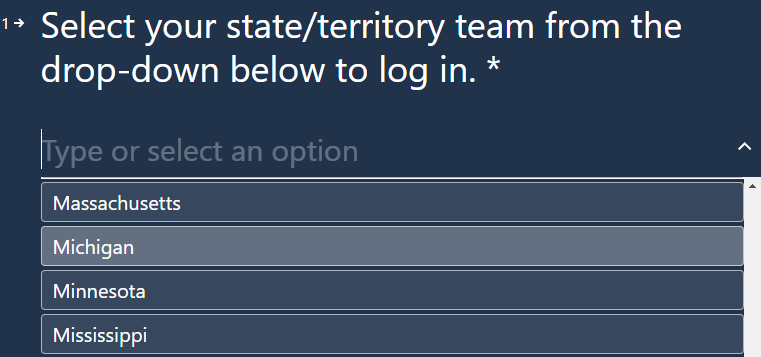 1→ Select your state/territory team from the
drop-down below to log in. *
Type or select an option
Massachusetts
Michigan
Minnesota
Mississippi